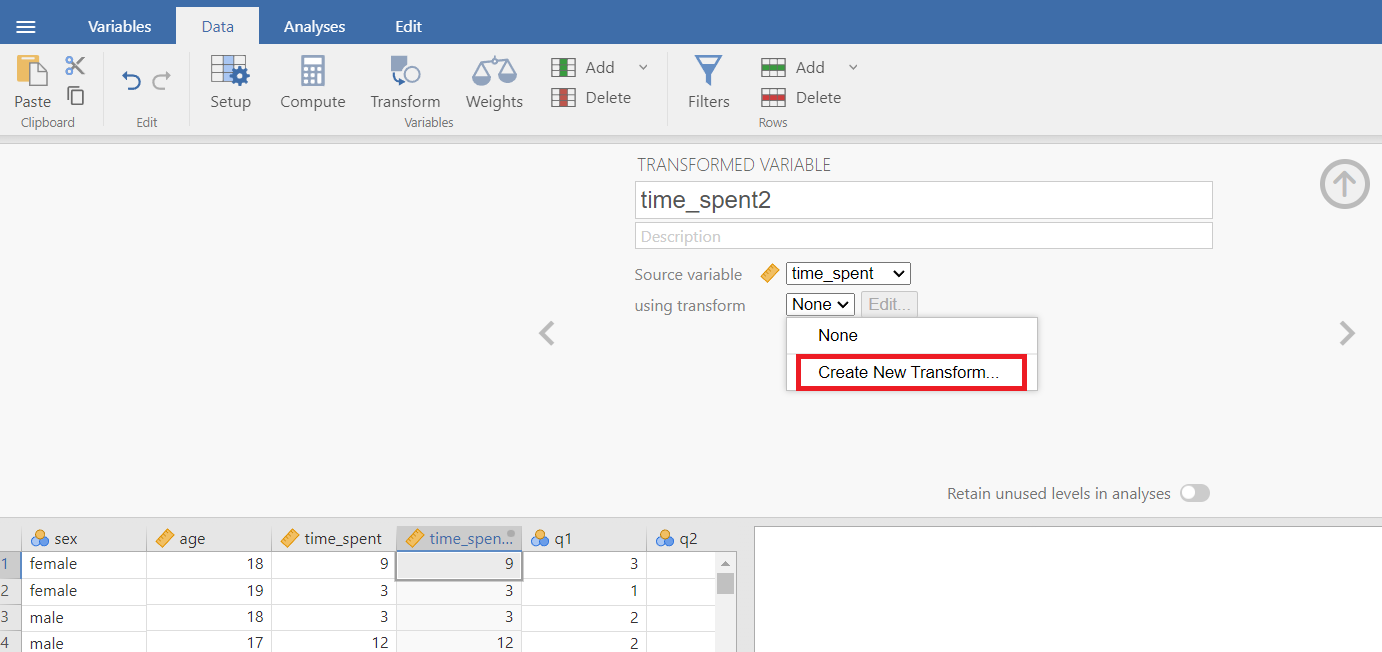 Variables Data Analyses Edit
Paste Setup Compute Transform Weights Add Delete Filters Add Delete
Clipboard Edit Variables Rows
TRANSFORMED VARIABLE
time_spent2
Description
Source variable time_spent
using transform None Edit...
None
Create New Transform...
Retain unused levels in analyses
sex age time_spent time_spen... q1 q2
1 female 18 9 9 3
2 female 19 3 3 1
3 male 18 3 3 2
4 male 17 12 12 2